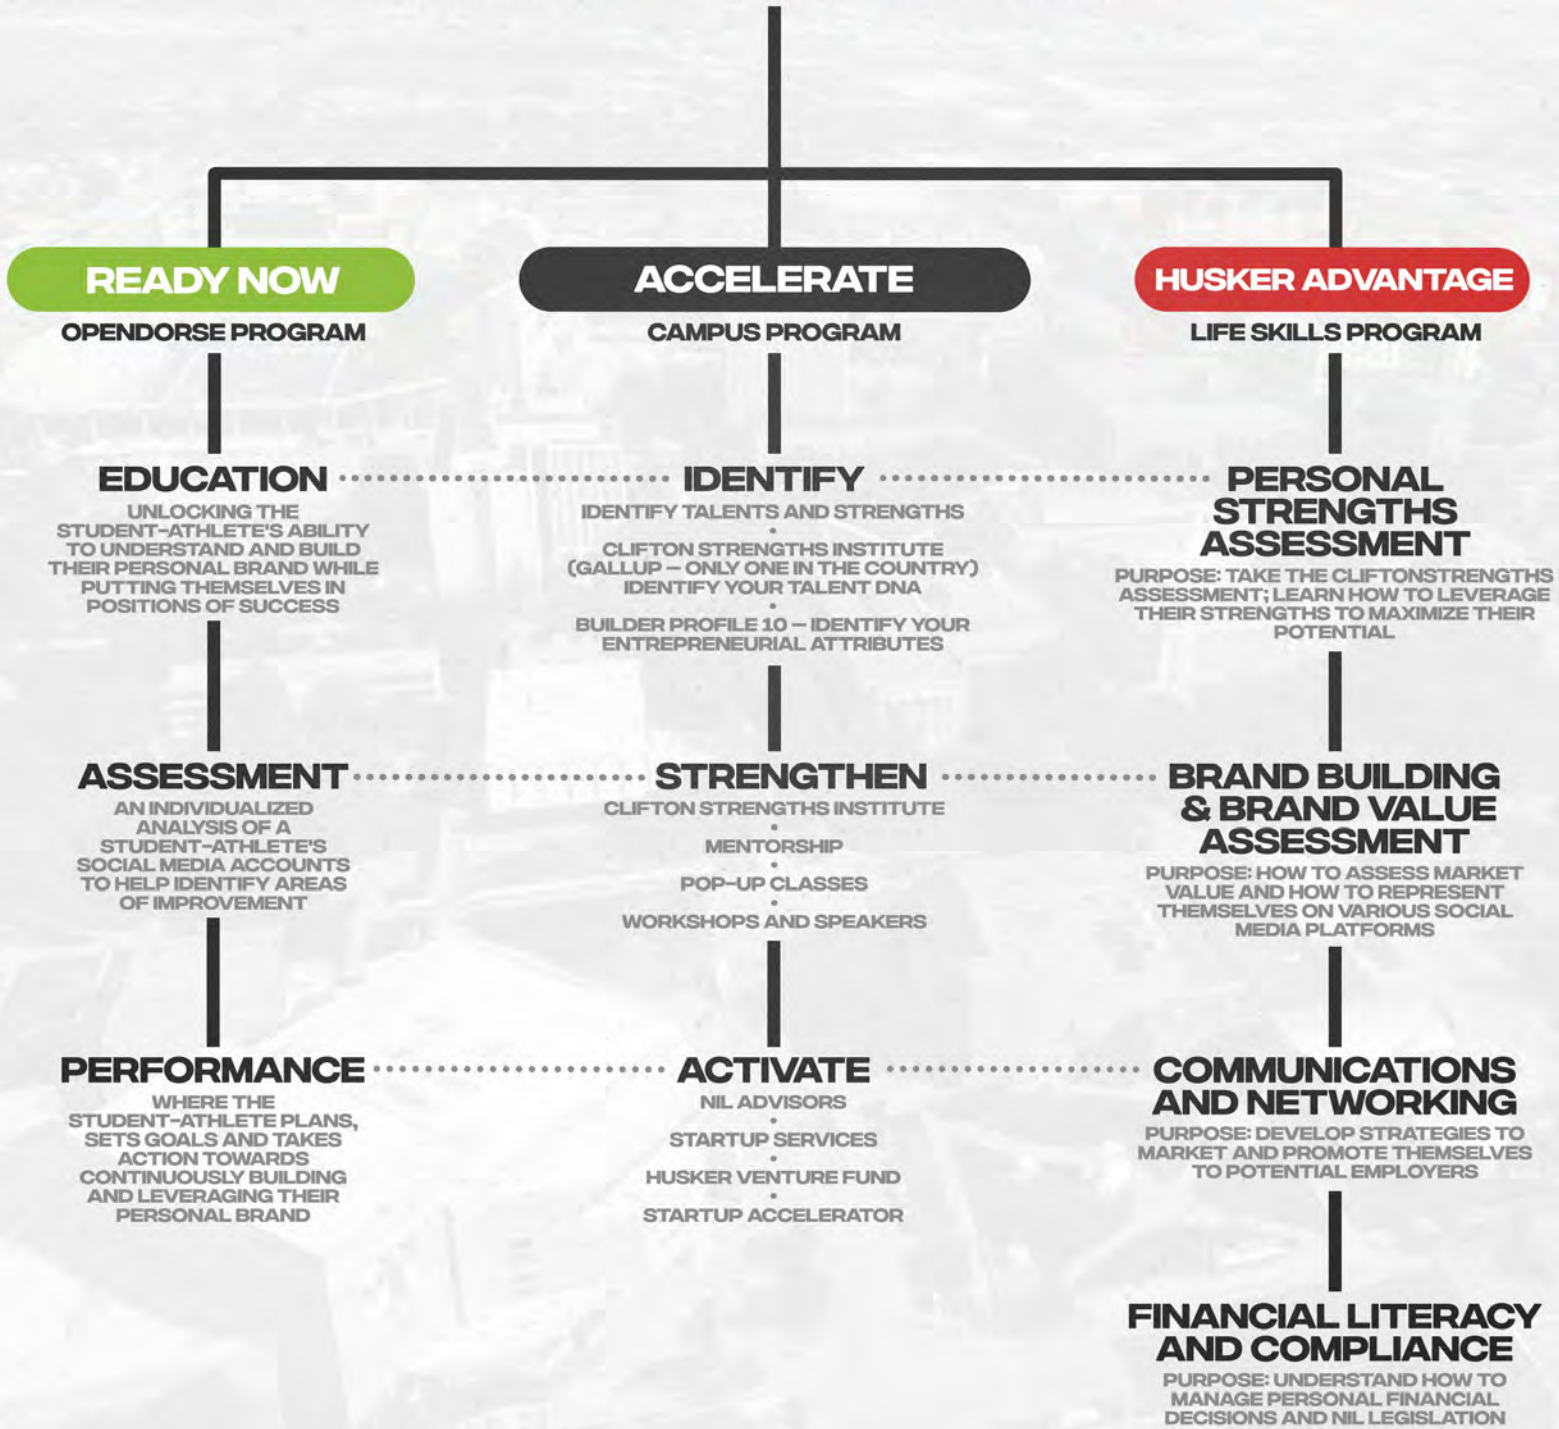 READY NOW
OPENDORSE PROGRAM
EDUCATION
UNLOCKING THE
STUDENT-ATHLETE'S ABILITY
TO UNDERSTAND AND BUILD
THEIR PERSONAL BRAND WHILE
PUTTING THEMSELVES IN
POSITIONS OF SUCCESS
ASSESSMENT
AN INDIVIDUALIZED
ANALYSIS OF A
STUDENT-ATHLETE'S
SOCIAL MEDIA ACCOUNTS
TO HELP IDENTIFY AREAS
OF IMPROVEMENT
PERFORMANCE
WHERE THE
STUDENT-ATHLETE PLANS,
SETS GOALS AND TAKES
ACTION TOWARDS
CONTINUOUSLY BUILDING
AND LEVERAGING THEIR
PERSONAL BRAND
ACCELERATE
CAMPUS PROGRAM
IDENTIFY
IDENTIFY TALENTS AND STRENGTHS
•
CLIFTON STRENGTHS INSTITUTE
(GALLUP – ONLY ONE IN THE COUNTRY)
IDENTIFY YOUR TALENT DNA
•
BUILDER PROFILE 10 – IDENTIFY YOUR
ENTREPRENEURIAL ATTRIBUTES
STRENGTHEN
CLIFTON STRENGTHS INSTITUTE
•
MENTORSHIP
•
POP-UP CLASSES
•
WORKSHOPS AND SPEAKERS
ACTIVATE
NIL ADVISORS
•
STARTUP SERVICES
•
HUSKER VENTURE FUND
•
STARTUP ACCELERATOR
HUSKER ADVANTAGE
LIFE SKILLS PROGRAM
PERSONAL
STRENGTHS
ASSESSMENT
PURPOSE: TAKE THE CLIFTONSTRENGTHS
ASSESSMENT; LEARN HOW TO LEVERAGE
THEIR STRENGTHS TO MAXIMIZE THEIR
POTENTIAL
BRAND BUILDING
& BRAND VALUE
ASSESSMENT
PURPOSE: HOW TO ASSESS MARKET
VALUE AND HOW TO REPRESENT
THEMSELVES ON VARIOUS SOCIAL
MEDIA PLATFORMS
COMMUNICATIONS
AND NETWORKING
PURPOSE: DEVELOP STRATEGIES TO
MARKET AND PROMOTE THEMSELVES
TO POTENTIAL EMPLOYERS
FINANCIAL LITERACY
AND COMPLIANCE
PURPOSE: UNDERSTAND HOW TO
MANAGE PERSONAL FINANCIAL
DECISIONS AND NIL LEGISLATION